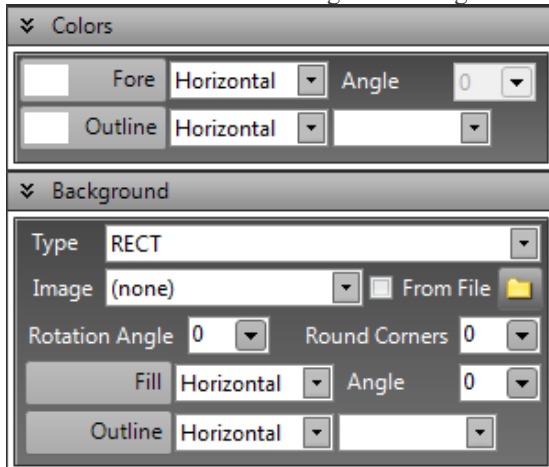 Colors
Fore Horizontal Angle 0
Outline Horizontal
Background
Type RECT
Image (none) From File
Rotation Angle 0 Round Corners 0
Fill Horizontal Angle 0
Outline Horizontal